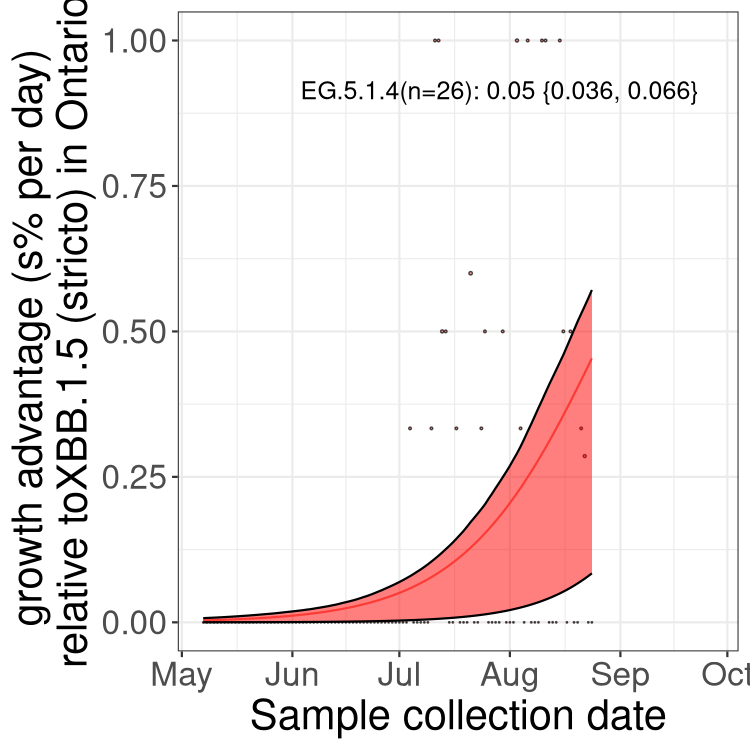 growth advantage (s% per day)
relative toXBB.1.5 (stricto) in Ontario
1.00
0.75
0.50
0.25
0.00
EG.5.1.4(n=26): 0.05 {0.036, 0.066}
May Jun Jul Aug Sep Oct
Sample collection date